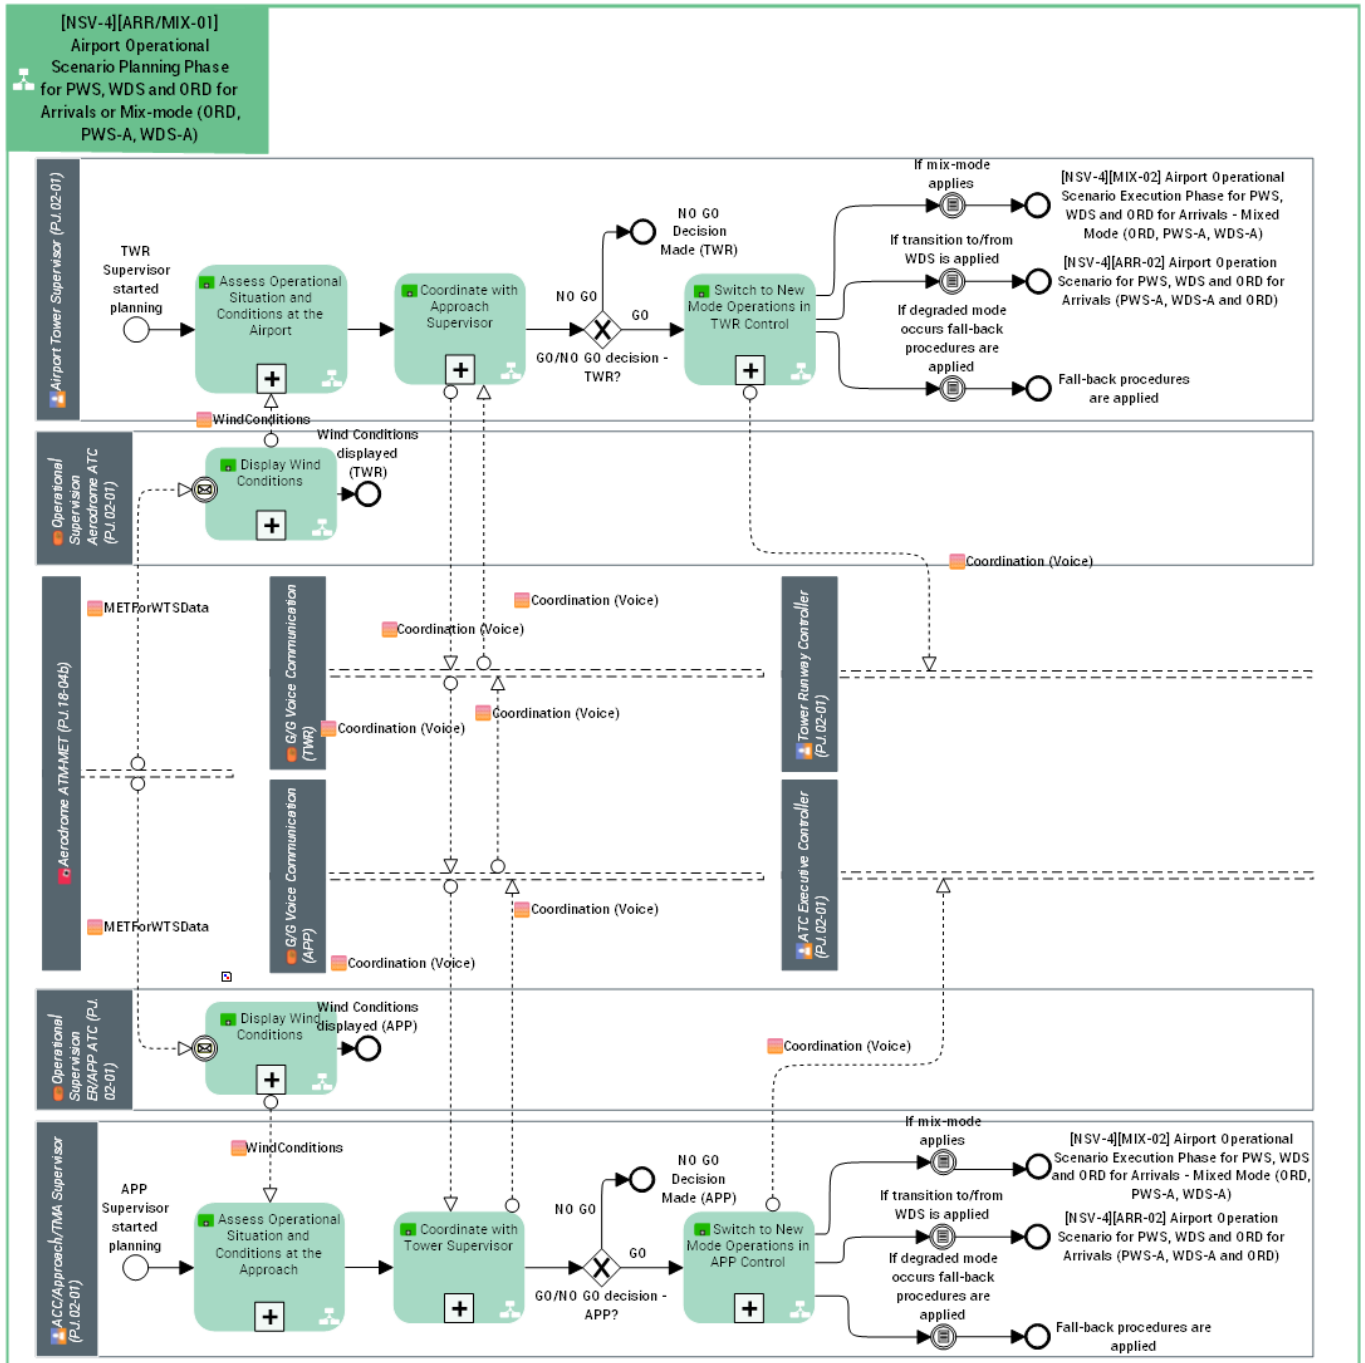 [NSV-4][ARR/MIX-01]
Airport Operational
Scenario Planning Phase
for PWS, WDS and ORD for
Arrivals or Mix-mode (ORD,
PWS-A, WDS-A)
Airport Tower Supervisor (PJ.02-01)
TWR
Supervisor
started
planning
Assess Operational
Situation and
Conditions at the
Airport
Coordinate with
Approach
Supervisor
NO GO
Decision
Made (TWR)
NO GO
GO
GO/NO GO decision -
TWR?
Switch to New
Mode Operations in
TWR Control
If mix-mode
applies
[NSV-4][MIX-02] Airport Operational
Scenario Execution Phase for PWS,
WDS and ORD for Arrivals - Mixed
Mode (ORD, PWS-A, WDS-A)
If transition to/from
WDS is applied
[NSV-4][ARR-02] Airport Operation
Scenario for PWS, WDS and ORD for
Arrivals (PWS-A, WDS-A and ORD)
If degraded mode
occurs fall-back
procedures are
applied
Fall-back procedures
are applied
WindConditions
Operational
Supervision
Aerodrome ATC
(PJ.02-01)
Display Wind
Conditions
Wind Conditions
displayed
(TWR)
Coordination (Voice)
Aerodrome ATM-MET (PJ.18-04b)
METForWTSData
METForWTSData
G/G Voice Communication
(TWR)
Coordination (Voice)
Coordination (Voice)
Coordination (Voice)
Coordination (Voice)
Tower Runway Controller
(PJ.02-01)
G/G Voice Communication
(APP)
Coordination (Voice)
Coordination (Voice)
ATC Executive Controller
(PJ.02-01)
Operational
Supervision
ER/APP ATC (PJ.
02-01)
Display Wind
Conditions
Wind Conditions
displayed (APP)
Coordination (Voice)
WindConditions
ACC/Approach/TMA Supervisor
(PJ.02-01)
APP
Supervisor
started
planning
Assess Operational
Situation and
Conditions at the
Approach
Coordinate with
Tower Supervisor
NO GO
Decision
Made (APP)
NO GO
GO
GO/NO GO decision -
APP?
Switch to New
Mode Operations in
APP Control
If mix-mode
applies
[NSV-4][MIX-02] Airport Operational
Scenario Execution Phase for PWS, WDS
and ORD for Arrivals - Mixed Mode (ORD,
PWS-A, WDS-A)
If transition to/from
WDS is applied
[NSV-4][ARR-02] Airport Operation
Scenario for PWS, WDS and ORD for
Arrivals (PWS-A, WDS-A and ORD)
If degraded mode
occurs fall-back
procedures are
applied
Fall-back procedures are
applied